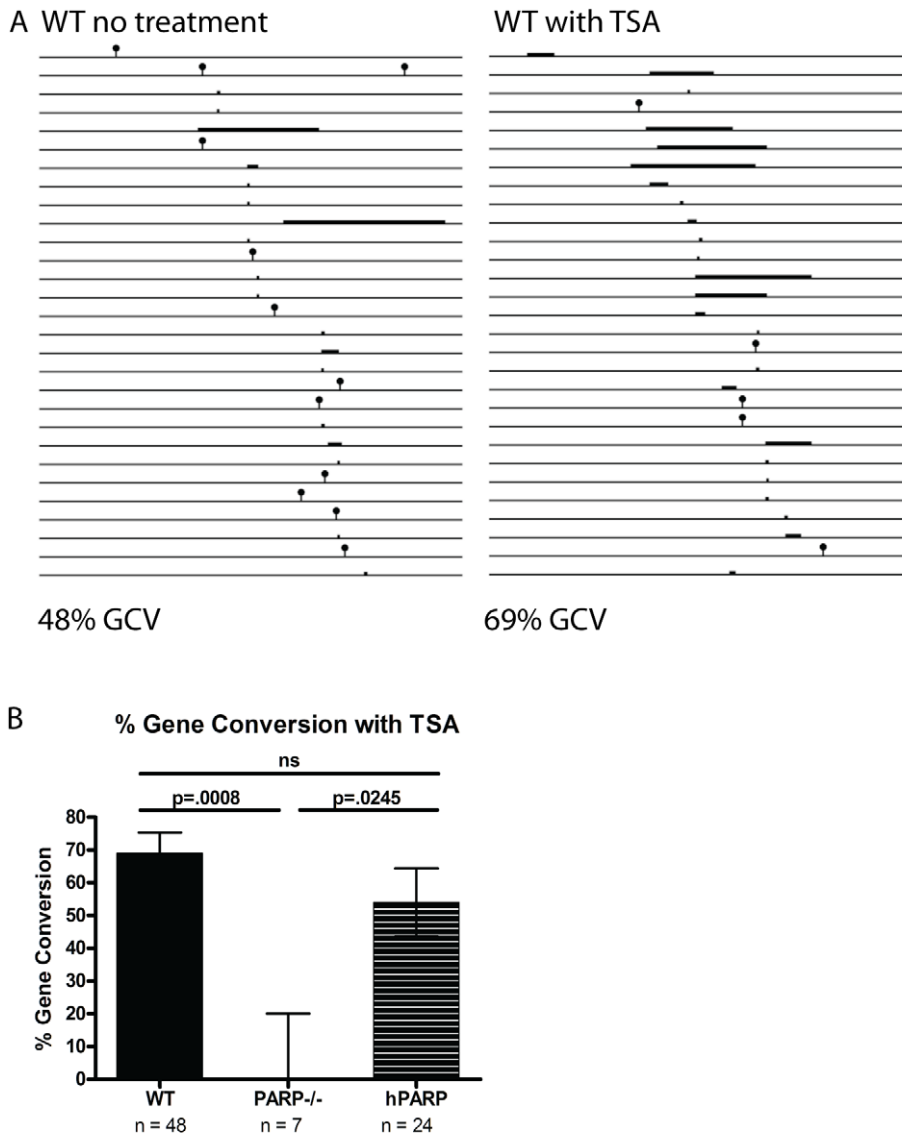 A WT no treatment
WT with TSA
48% GCV
69% GCV
B
% Gene Conversion with TSA
ns
p=.0008
p=.0245
% Gene Conversion
80
70
60
50
40
30
20
10
0
WT
PARP-/-
hPARP
n = 48
n = 7
n = 24